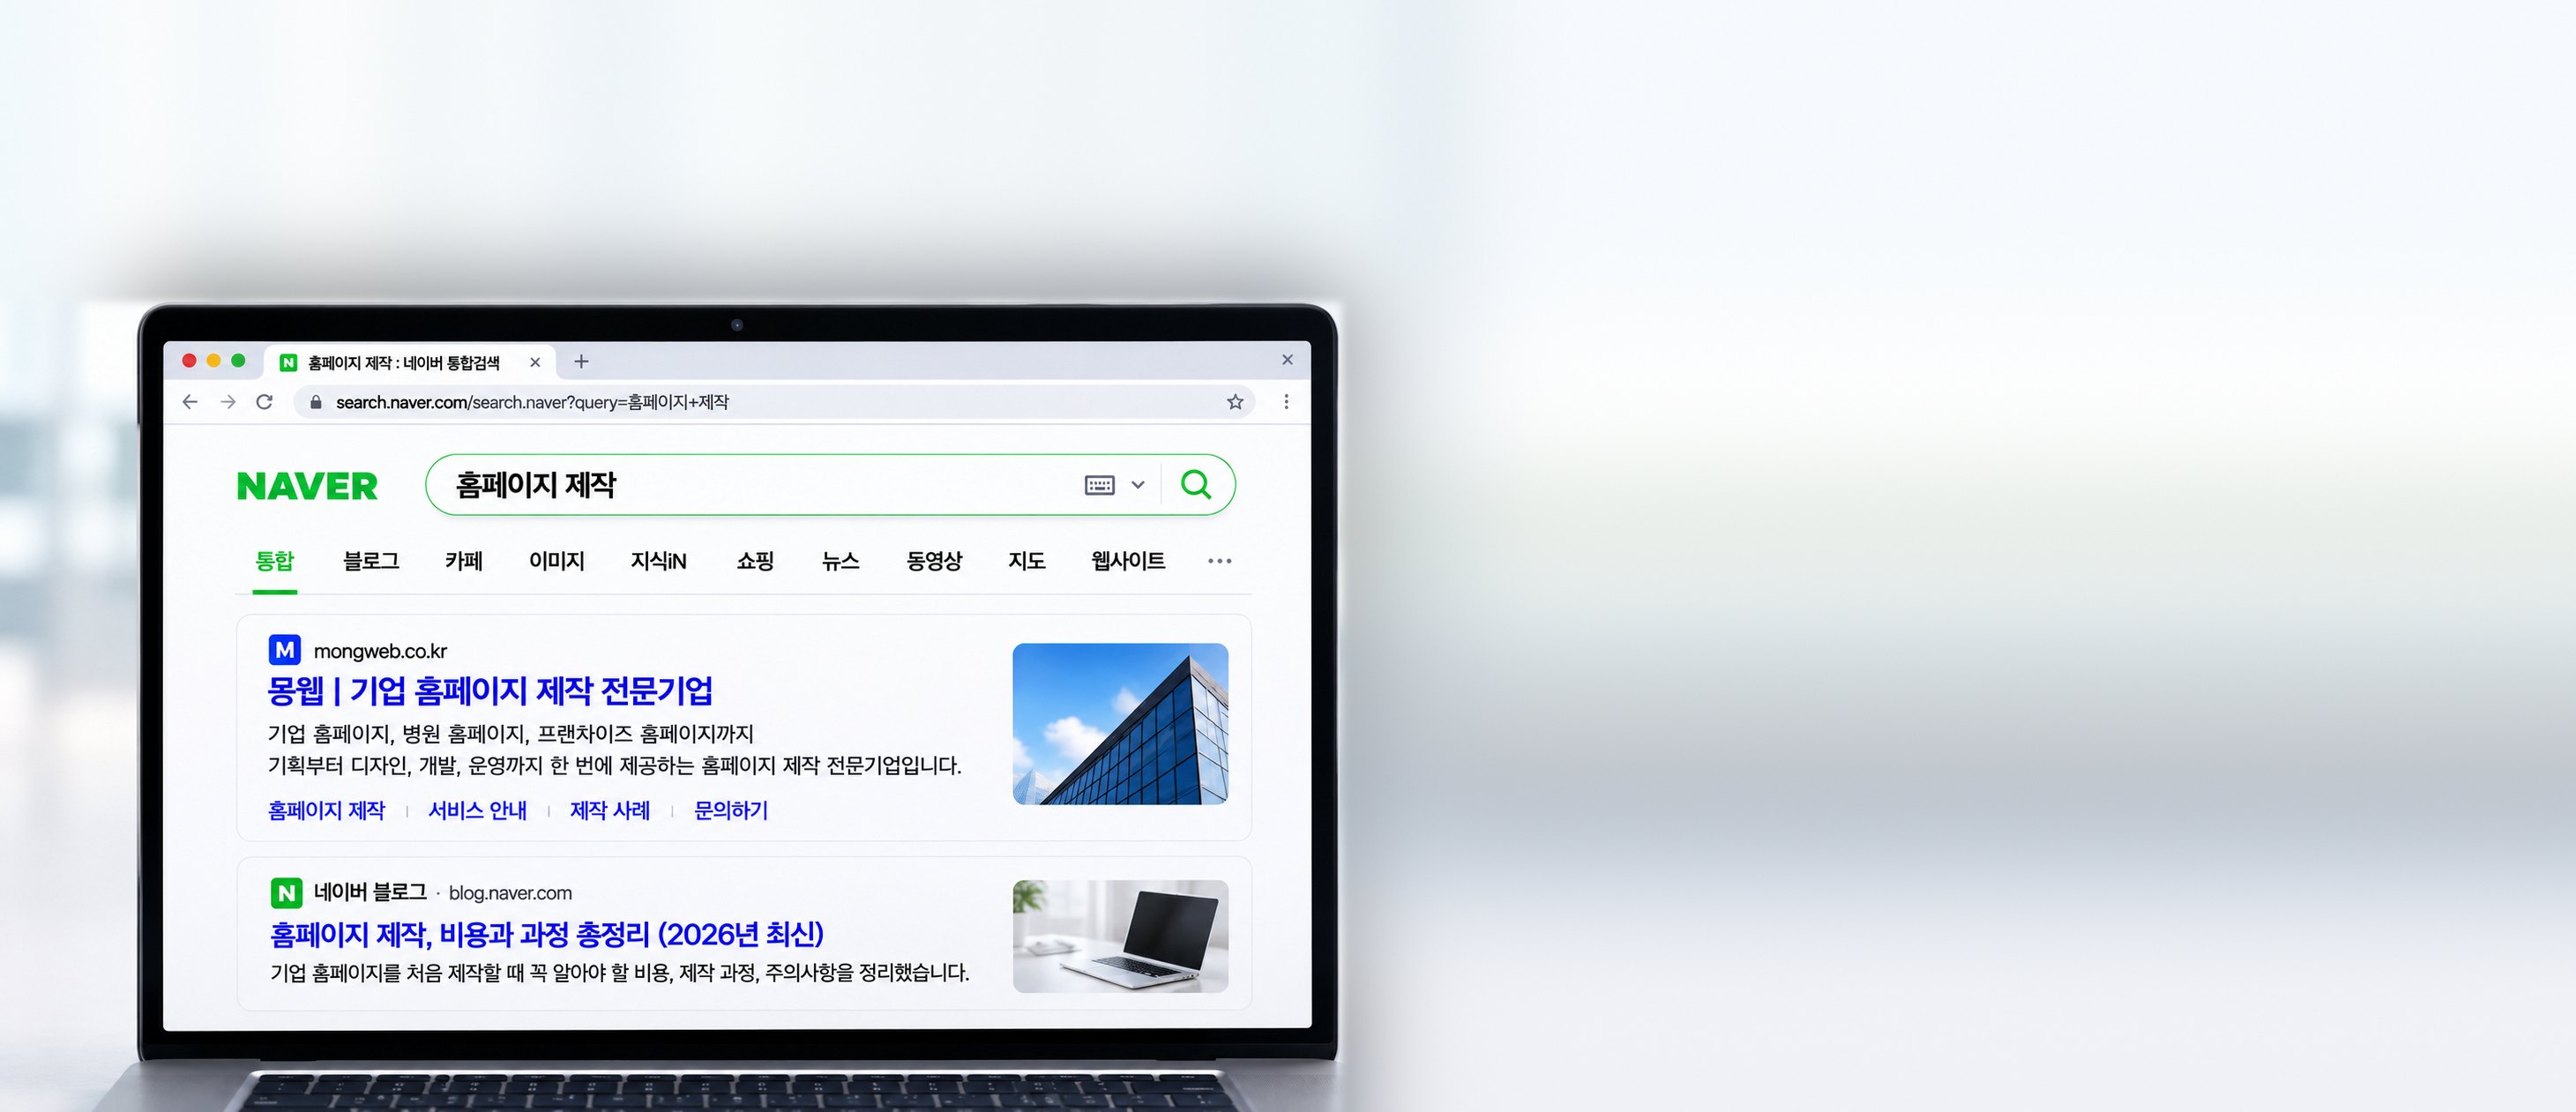 홈페이지 제작 : 네이버 통합검색
search.naver.com/search.naver?query=홈페이지+제작
NAVER
홈페이지 제작
통합 블로그 카페 이미지 지식iN 쇼핑 뉴스 동영상 지도 웹사이트
M mongweb.co.kr
몽웹 | 기업 홈페이지 제작 전문기업
기업 홈페이지, 병원 홈페이지, 프랜차이즈 홈페이지까지
기획부터 디자인, 개발, 운영까지 한 번에 제공하는 홈페이지 제작 전문기업입니다.
홈페이지 제작 | 서비스 안내 | 제작 사례 | 문의하기
N 네이버 블로그 · blog.naver.com
홈페이지 제작, 비용과 과정 총정리 (2026년 최신)
기업 홈페이지를 처음 제작할 때 꼭 알아야 할 비용, 제작 과정, 주의사항을 정리했습니다.